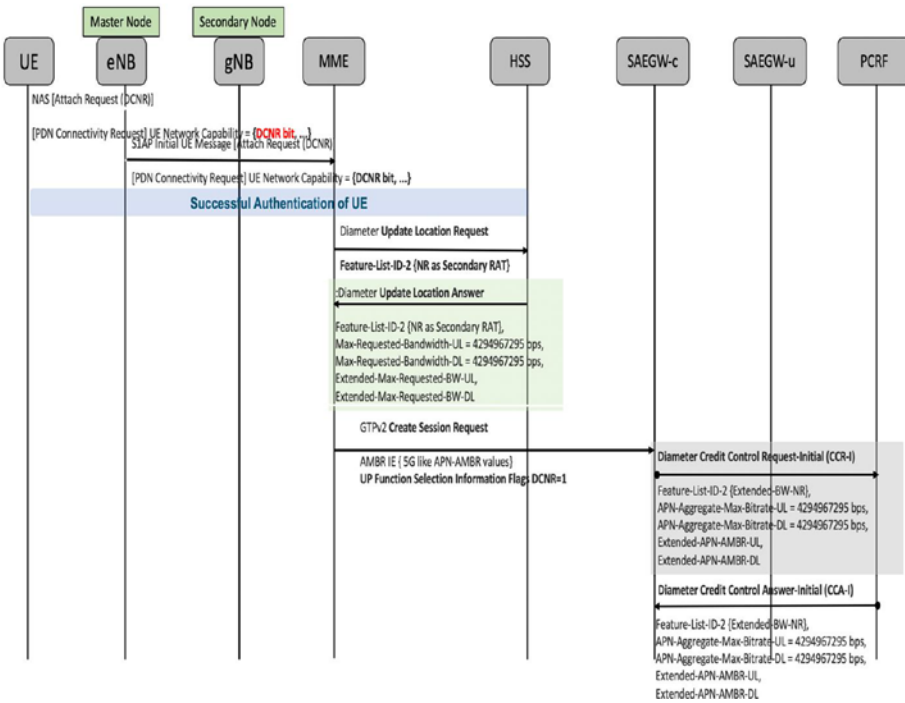 Master Node
Secondary Node
UE
eNB
gNB
MME
HSS
SAEGW-c
SAEGW-u
PCRF
NAS [Attach Request (DCNR)]
[PDN Connectivity Request] UE Network Capability = {DCNR bit, ...}
S1AP Initial UE Message [Attach Request (DCNR)
[PDN Connectivity Request] UE Network Capability = {DCNR bit, ...}
Successful Authentication of UE
Diameter Update Location Request
Feature-List-ID-2 {NR as Secondary RAT}
:Diameter Update Location Answer
Feature-List-ID-2 {NR as Secondary RAT},
Max-Requested-Bandwidth-UL = 4294967295 bps,
Max-Requested-Bandwidth-DL = 4294967295 bps,
Extended-Max-Requested-BW-UL,
Extended-Max-Requested-BW-DL
GTPv2 Create Session Request
AMBR IE { 5G like APN-AMBR values}
UP Function Selection Information Flags DCNR=1
Diameter Credit Control Request-Initial (CCR-I)
Feature-List-ID-2 {Extended-BW-NR},
APN-Aggregate-Max-Bitrate-UL = 4294967295 bps,
APN-Aggregate-Max-Bitrate-DL = 4294967295 bps,
Extended-APN-AMBR-UL,
Extended-APN-AMBR-DL
Diameter Credit Control Answer-Initial (CCA-I)
Feature-List-ID-2 {Extended-BW-NR},
APN-Aggregate-Max-Bitrate-UL = 4294967295 bps,
APN-Aggregate-Max-Bitrate-DL = 4294967295 bps,
Extended-APN-AMBR-UL,
Extended-APN-AMBR-DL